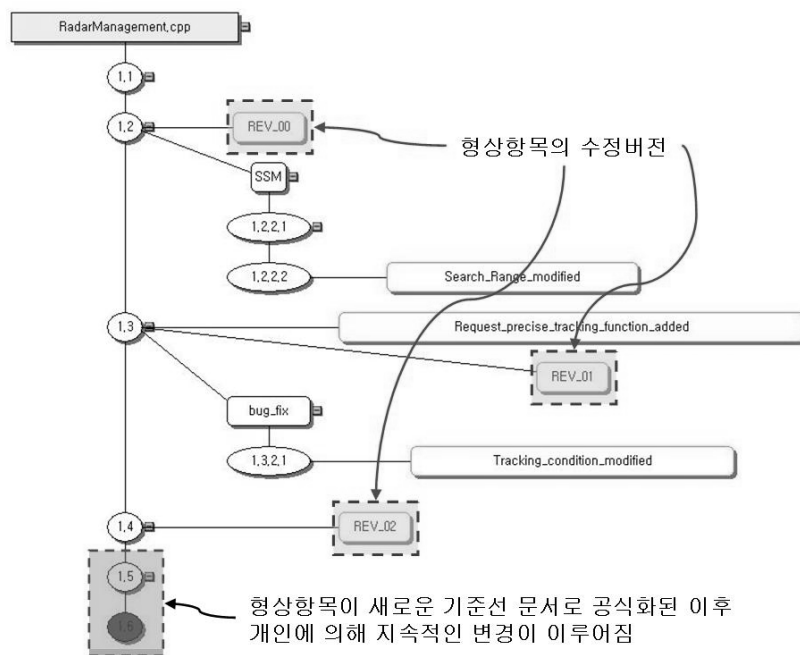 RadarManagement.cpp
1.1
1.2
REV_00
형상항목의 수정버전
SSM
1.2.2.1
1.2.2.2
Search_Range_modified
1.3
Request_precise_tracking_function_added
REV_01
bug_fix
1.3.2.1
Tracking_condition_modified
1.4
REV_02
1.5
1.6
형상항목이 새로운 기준선 문서로 공식화된 이후
개인에 의해 지속적인 변경이 이루어짐